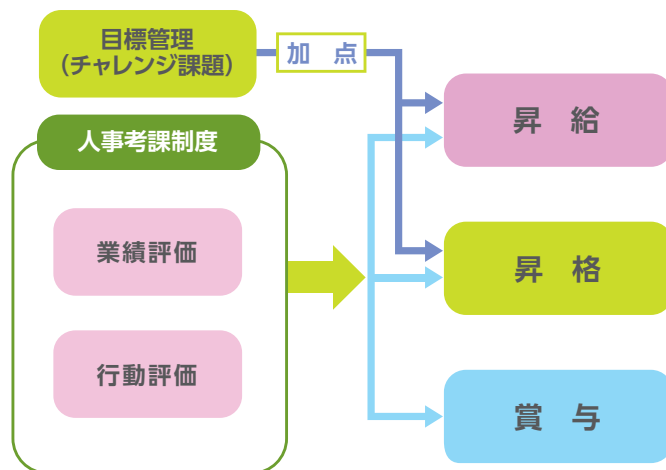 目標管理
（チャレンジ課題）
加　点
人事考課制度
業績評価
行動評価
昇　給
昇　格
賞　与